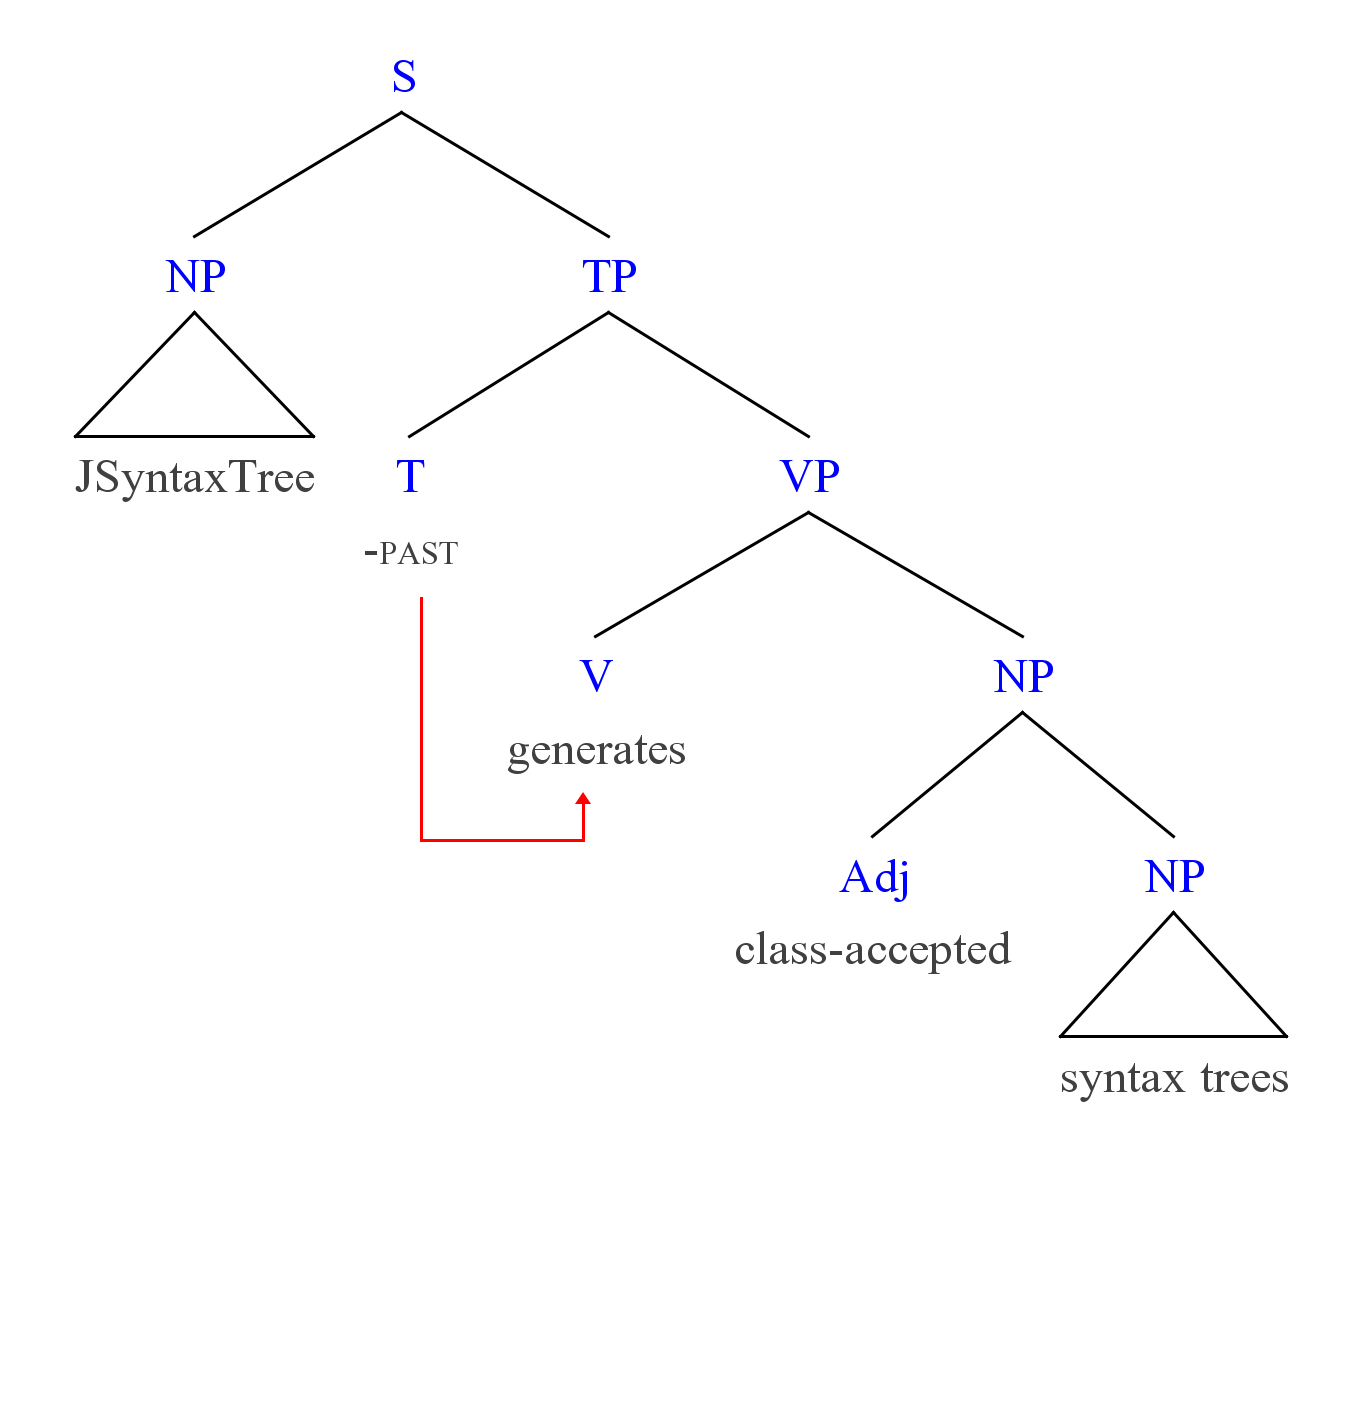 S
NP TP
JSyntaxTree T VP
-PAST
V NP
generates
Adj NP
class-accepted
syntax trees